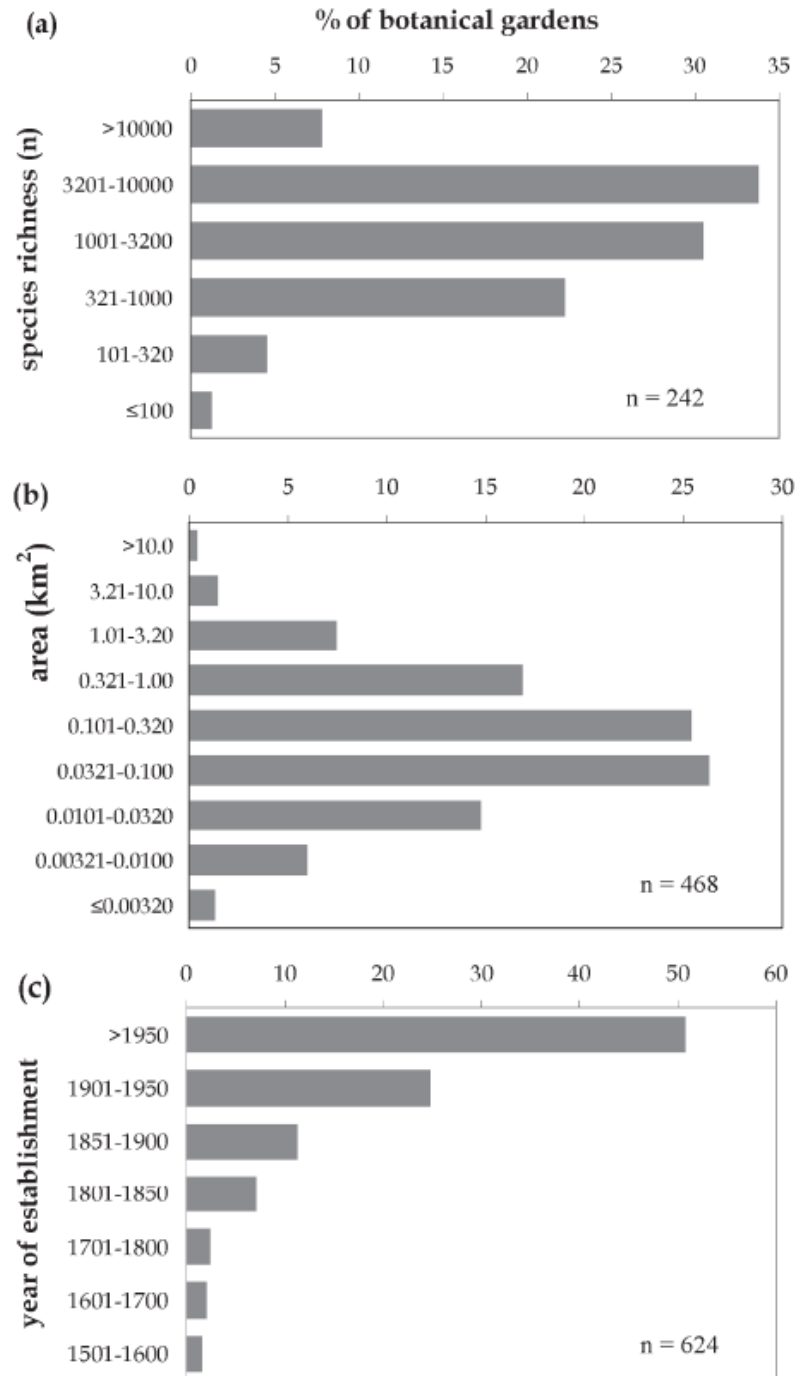 (a)
% of botanical gardens
0 5 10 15 20 25 30 35
species richness (n)
>10000
3201-10000
1001-3200
321-1000
101-320
≤100
n = 242
(b)
0 5 10 15 20 25 30
area (km²)
>10.0
3.21-10.0
1.01-3.20
0.321-1.00
0.101-0.320
0.0321-0.100
0.0101-0.0320
0.00321-0.0100
≤0.00320
n = 468
(c)
0 10 20 30 40 50 60
year of establishment
>1950
1901-1950
1851-1900
1801-1850
1701-1800
1601-1700
1501-1600
n = 624